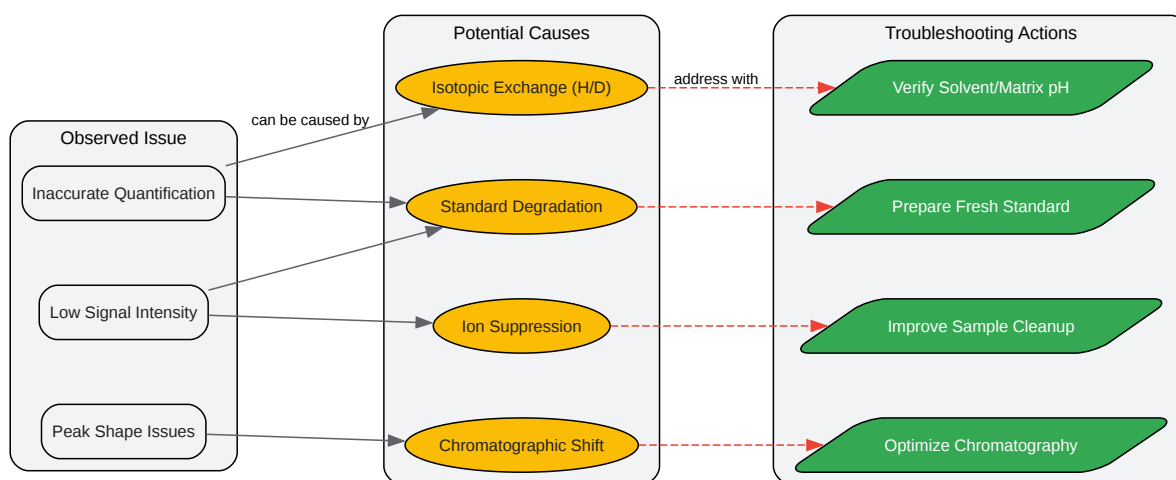 Observed Issue
Inaccurate Quantification
Low Signal Intensity
Peak Shape Issues
can be caused by
Potential Causes
Isotopic Exchange (H/D)
Standard Degradation
Ion Suppression
Chromatographic Shift
address with
Troubleshooting Actions
Verify Solvent/Matrix pH
Prepare Fresh Standard
Improve Sample Cleanup
Optimize Chromatography